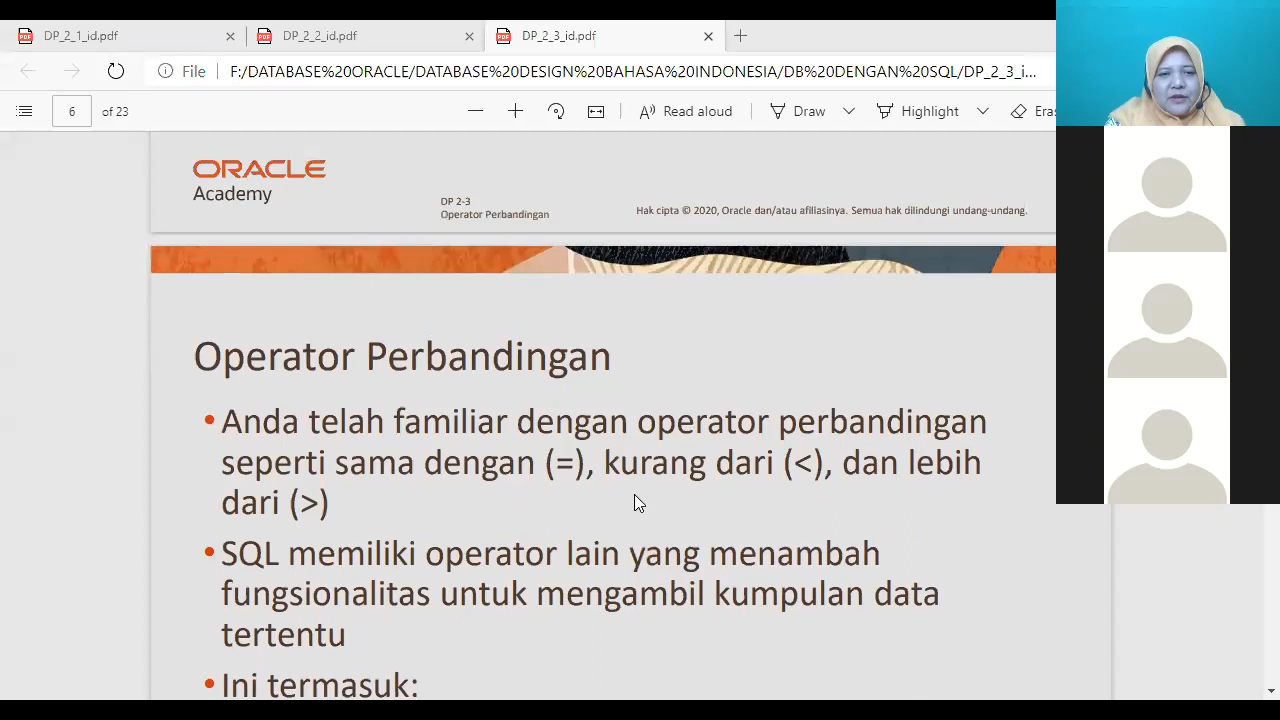 DP_2_1_id.pdf
DP_2_2_id.pdf
DP_2_3_id.pdf
File
F:/DATABASE%20ORACLE/DATABASE%20DESIGN%20BAHASA%20INDONESIA/DB%20DENGAN%20SQL/DP_2_3_i...
6 of 23
Read aloud
Draw
Highlight
Eras
ORACLE
Academy
DP 2-3
Operator Perbandingan
Hak cipta © 2020, Oracle dan/atau afiliasinya. Semua hak dilindungi undang-undang.
Operator Perbandingan
•Anda telah familiar dengan operator perbandingan
seperti sama dengan (=), kurang dari (<), dan lebih
dari (>)
•SQL memiliki operator lain yang menambah
fungsionalitas untuk mengambil kumpulan data
tertentu
•Ini termasuk: